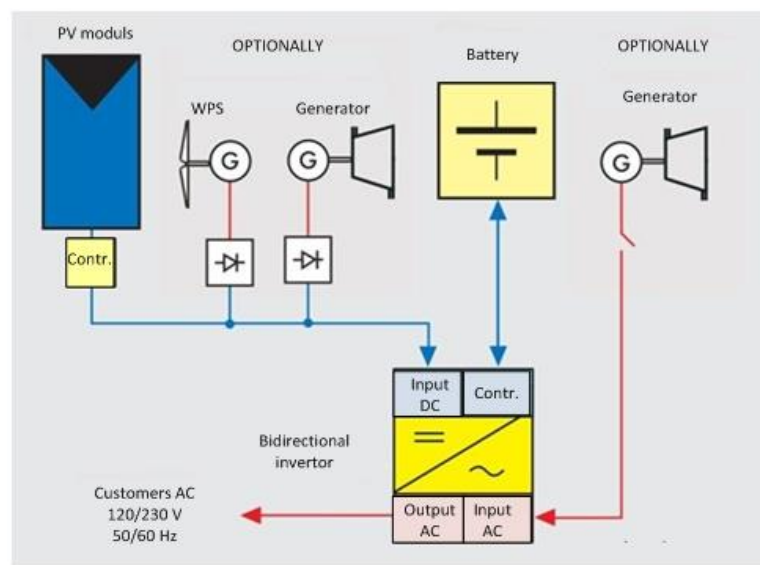 PV moduls
OPTIONALLY
WPS
Generator
Battery
OPTIONALLY
Generator
G
G
G
Contr.
Input
DC
Contr.
Bidirectional
invertor
Output
AC
Input
AC
Customers AC
120/230 V
50/60 Hz